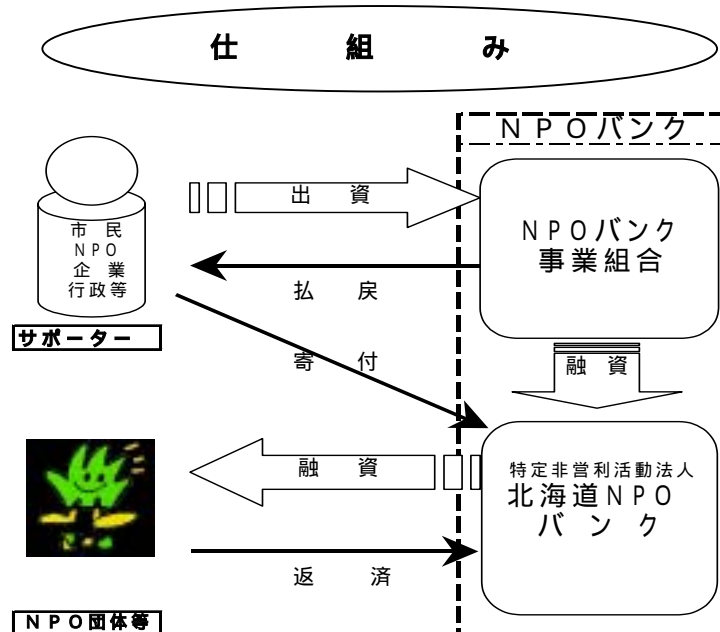 仕　組　み
NPOバンク
出　資
市　民
NPO
企　業
行政等
NPOバンク
事業組合
払　戻
サポーター
寄　付
融　資
融　資
特定非営利活動法人
北海道NPO
バ　ン　ク
返　済
NPO団体等